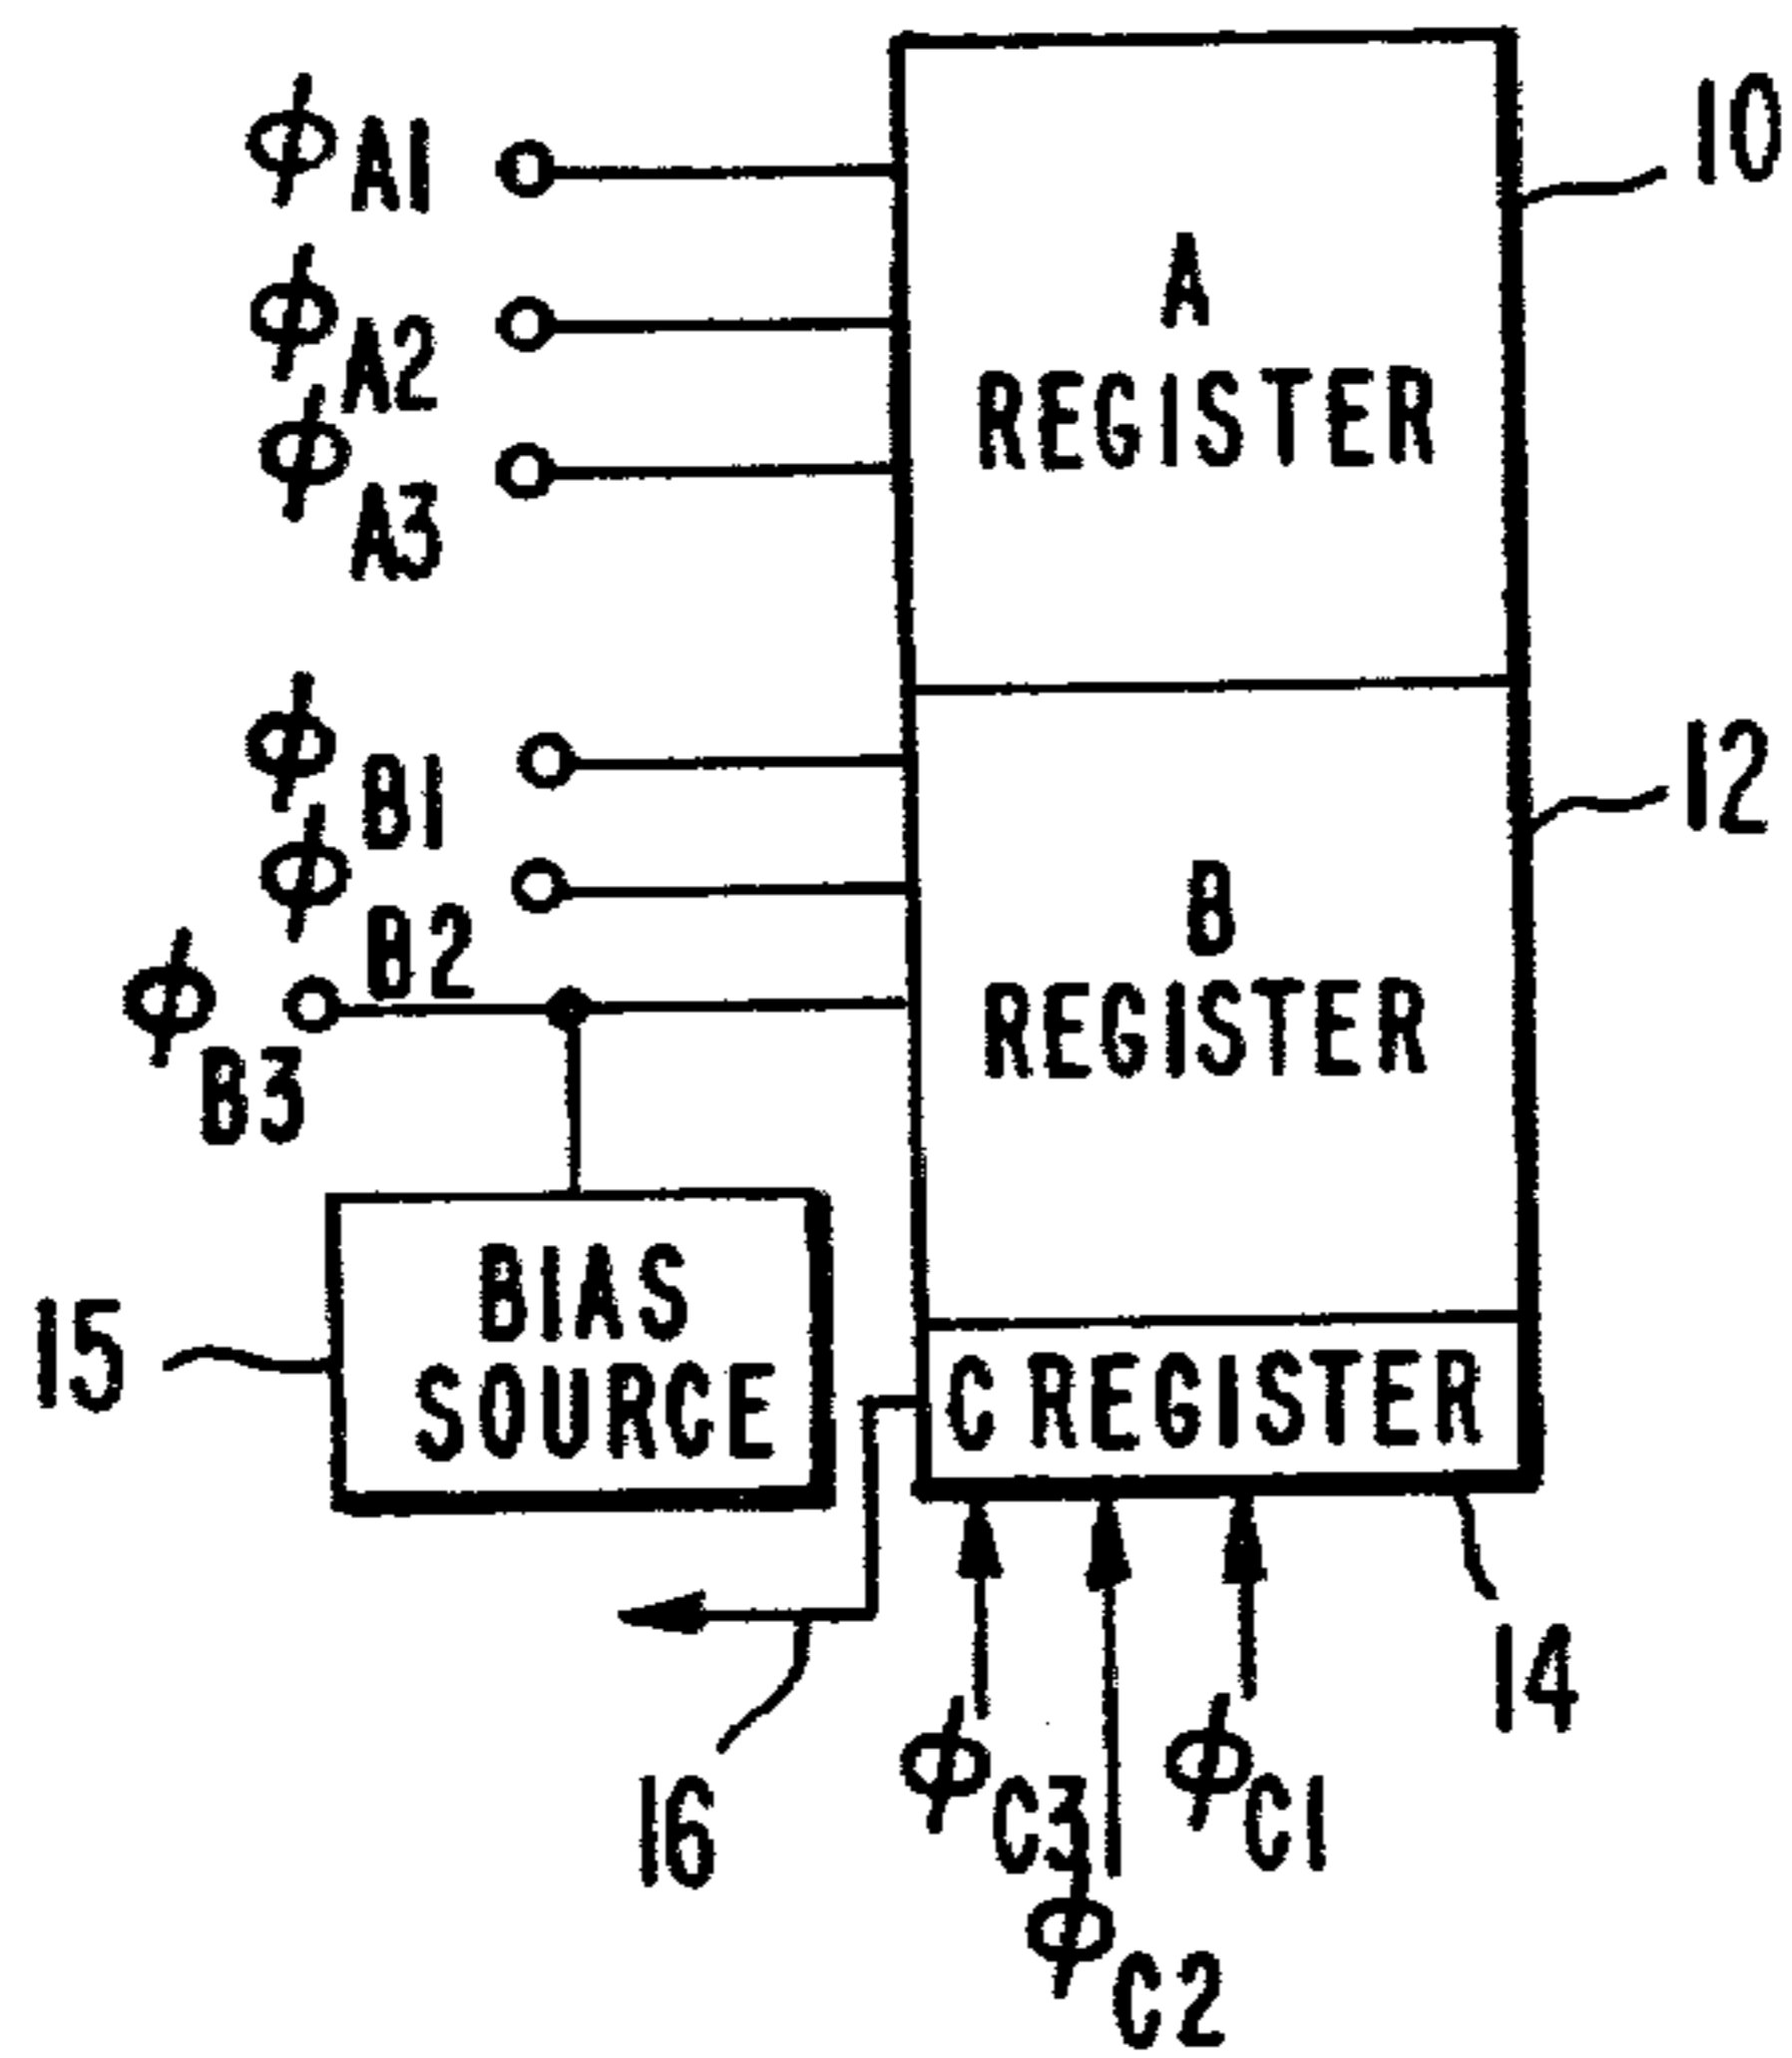 ϕA1
10
ϕA2
A
REGISTER
ϕA3
ϕB1
12
ϕB2
B
REGISTER
ϕB3
BIAS
SOURCE
15
C REGISTER
14
16
ϕC3
ϕC1
ϕC2